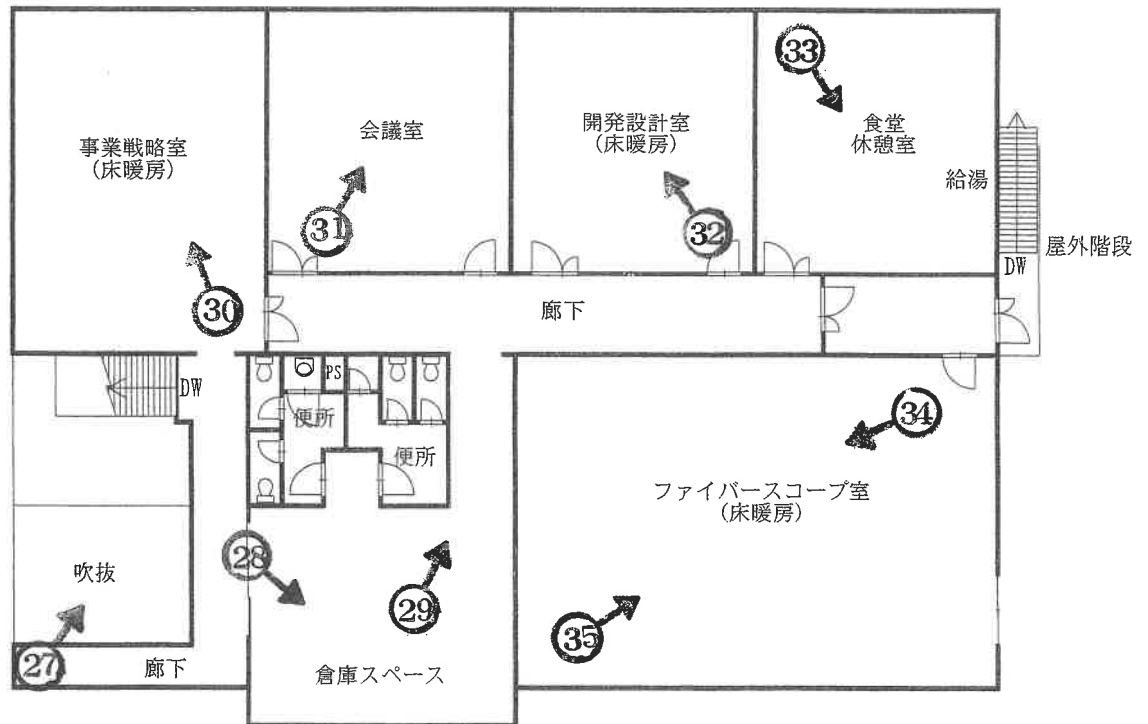 33
事業戦略室
(床暖房)
会議室
開発設計室
(床暖房)
食堂
休憩室
給湯
31
32
屋外階段
DW
30
廊下
DW
PS
便所
便所
34
ファイバースコープ室
(床暖房)
28
吹抜
29
35
27
廊下
倉庫スペース